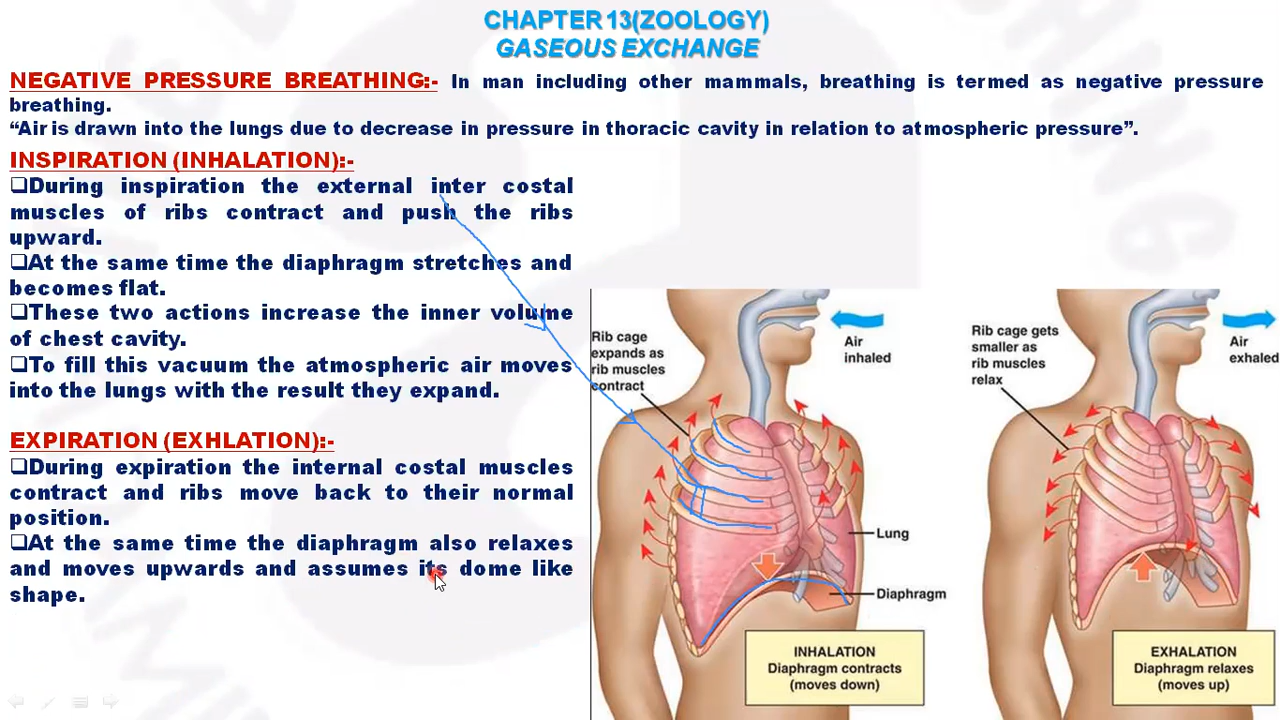 CHAPTER 13(ZOOLOGY)
GASEOUS EXCHANGE
NEGATIVE PRESSURE BREATHING:- In man including other mammals, breathing is termed as negative pressure
breathing.
“Air is drawn into the lungs due to decrease in pressure in thoracic cavity in relation to atmospheric pressure”.
INSPIRATION (INHALATION):-
❑During inspiration the external inter costal
muscles of ribs contract and push the ribs
upward.
❑At the same time the diaphragm stretches and
becomes flat.
❑These two actions increase the inner volume
of chest cavity.
❑To fill this vacuum the atmospheric air moves
into the lungs with the result they expand.
EXPIRATION (EXHLATION):-
❑During expiration the internal costal muscles
contract and ribs move back to their normal
position.
❑At the same time the diaphragm also relaxes
and moves upwards and assumes its dome like
shape.
Rib cage
expands as
rib muscles
contract
Air
inhaled
Lung
Diaphragm
INHALATION
Diaphragm contracts
(moves down)
Rib cage gets
smaller as
rib muscles
relax
Air
exhaled
EXHALATION
Diaphragm relaxes
(moves up)